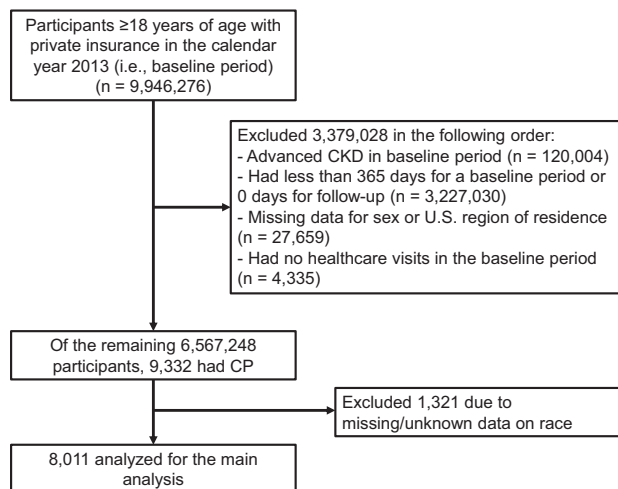 Participants ≥18 years of age with
private insurance in the calendar
year 2013 (i.e., baseline period)
(n = 9,946,276)
Excluded 3,379,028 in the following order:
- Advanced CKD in baseline period (n = 120,004)
- Had less than 365 days for a baseline period or
0 days for follow-up (n = 3,227,030)
- Missing data for sex or U.S. region of residence
(n = 27,659)
- Had no healthcare visits in the baseline period
(n = 4,335)
Of the remaining 6,567,248
participants, 9,332 had CP
Excluded 1,321 due to
missing/unknown data on race
8,011 analyzed for the main
analysis